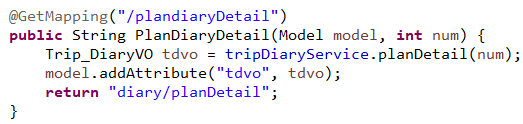 @GetMapping("/plandiaryDetail")
public String PlanDiaryDetail(Model model, int num) {
    Trip_DiaryVO tdvo = tripDiaryService.planDetail(num);
    model.addAttribute("tdvo", tdvo);
    return "diary/planDetail";
}